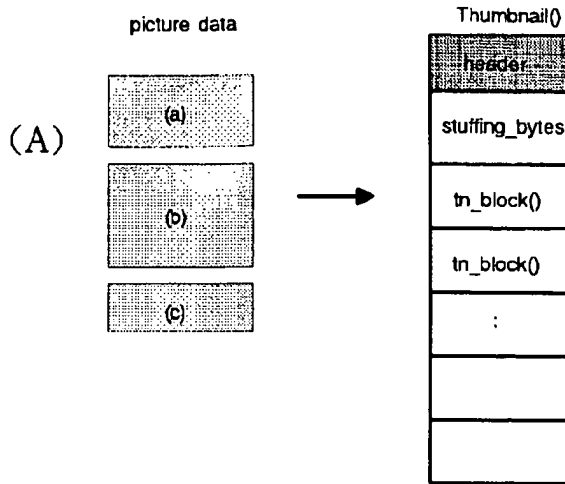 picture data
Thumbnail()
(A)
(a)
(b)
(c)
header
stuffing_bytes
tn_block()
tn_block()
: